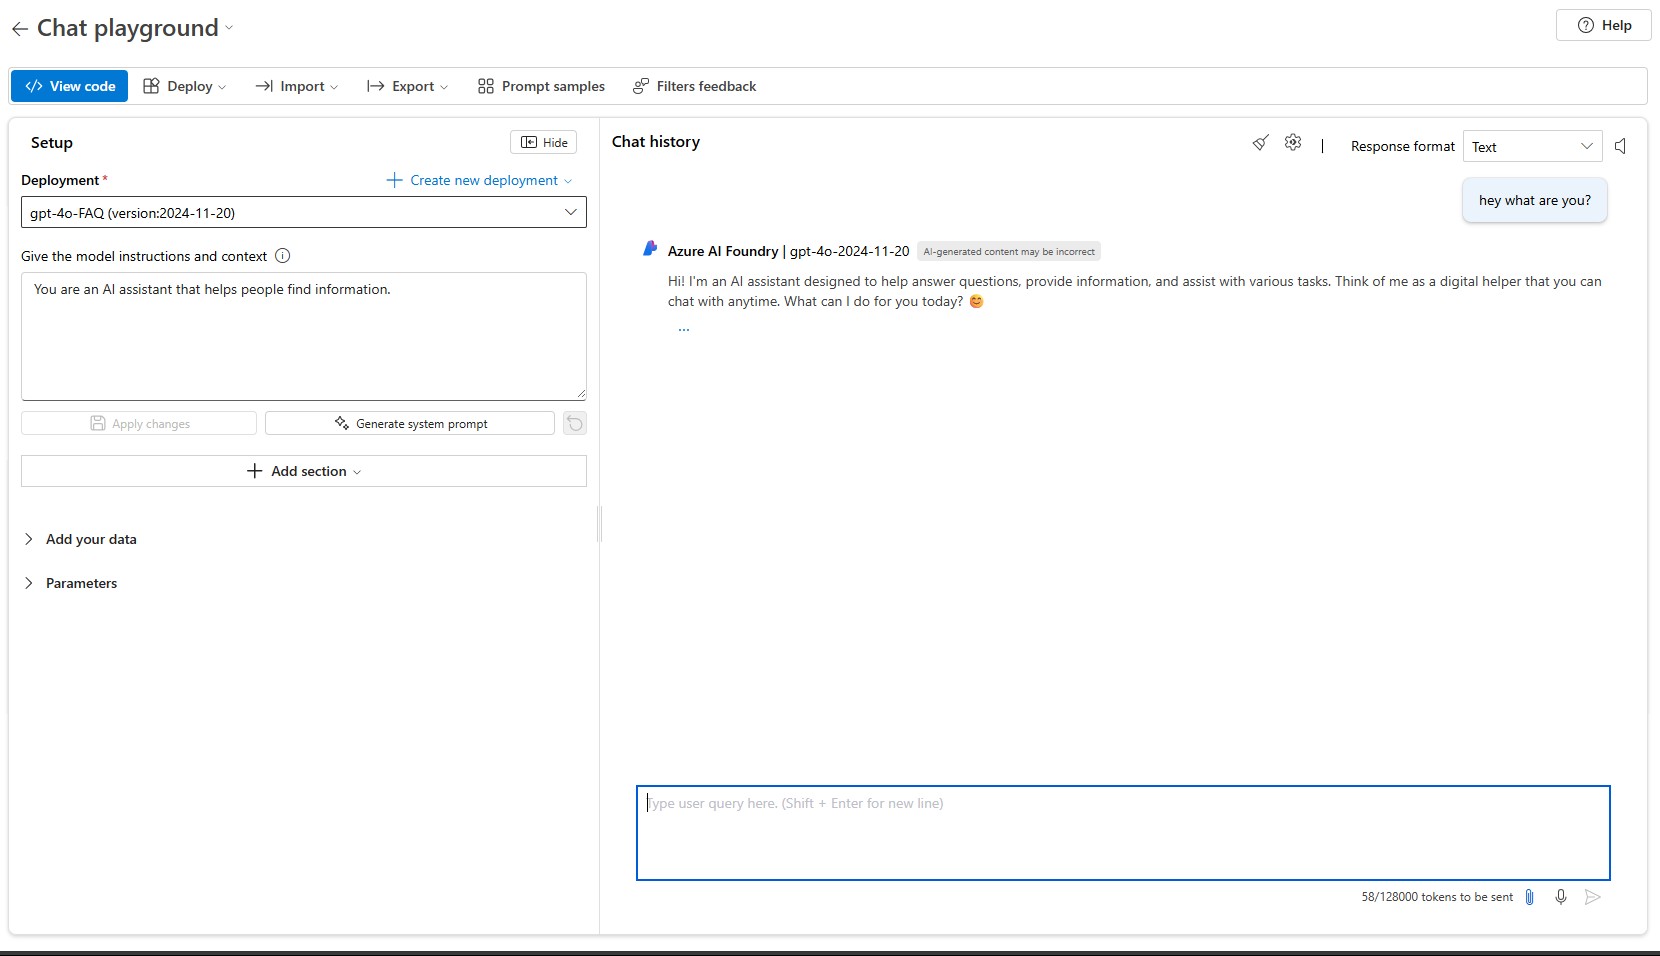 Chat playground
Help
View code
Deploy
Import
Export
Prompt samples
Filters feedback
Setup
Hide
Deployment *
Create new deployment
gpt-4o-FAQ (version:2024-11-20)
Give the model instructions and context
You are an AI assistant that helps people find information.
Apply changes
Generate system prompt
Add section
Add your data
Parameters
Chat history
Response format
Text
hey what are you?
Azure AI Foundry | gpt-4o-2024-11-20
AI-generated content may be incorrect
Hi! I'm an AI assistant designed to help answer questions, provide information, and assist with various tasks. Think of me as a digital helper that you can
chat with anytime. What can I do for you today? 😊
...
Type user query here. (Shift + Enter for new line)
58/128000 tokens to be sent